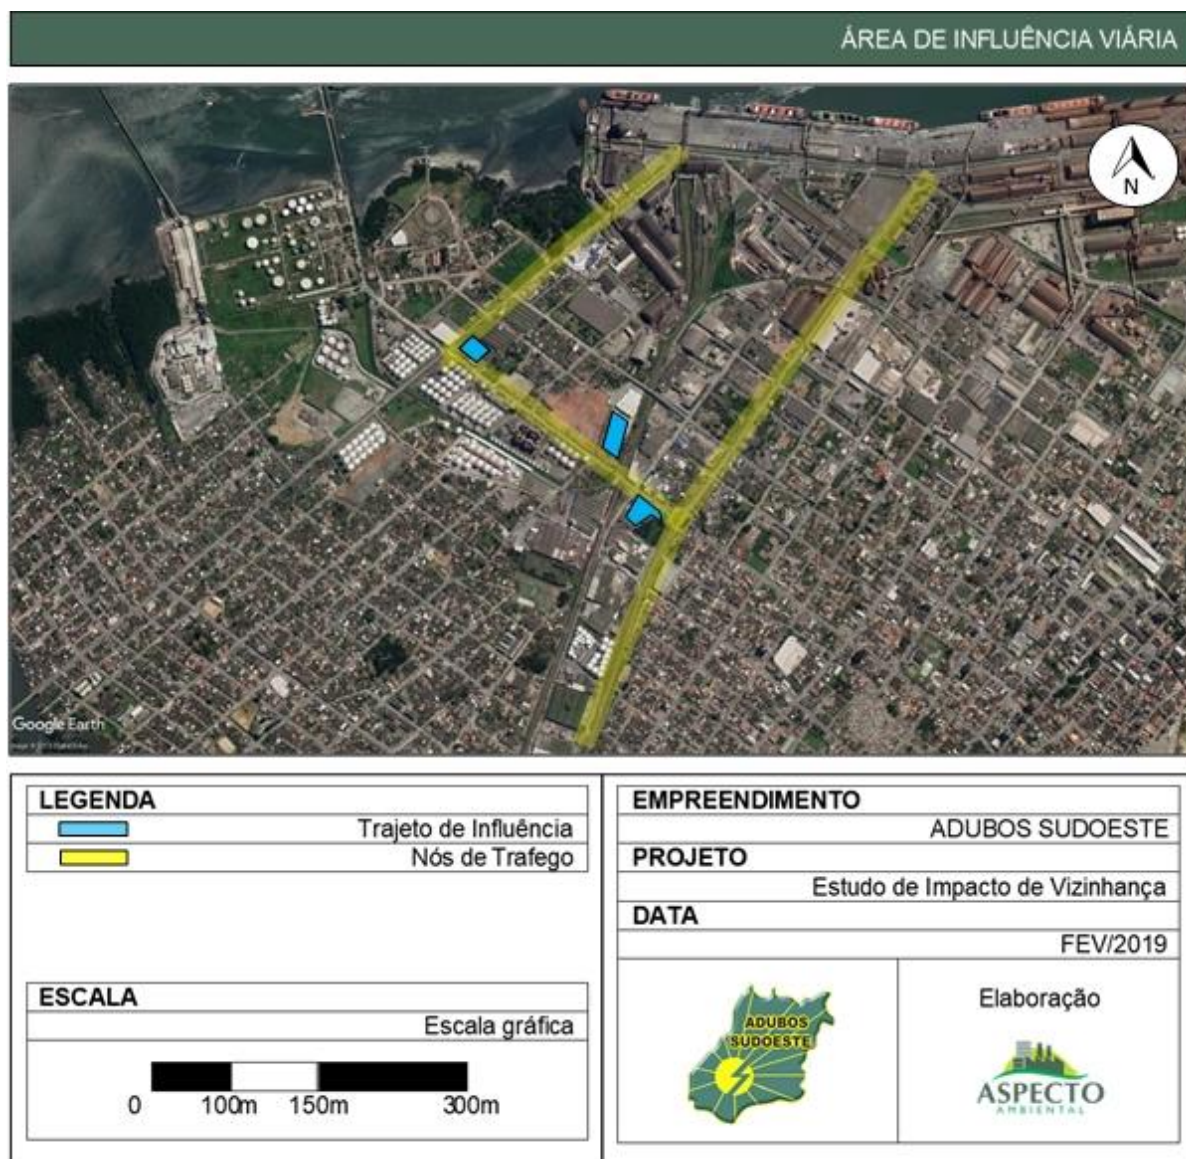 ÁREA DE INFLUÊNCIA VIÁRIA
N
Google Earth
LEGENDA
Trajeto de Influência
Nós de Trafego
ESCALA
Escala gráfica
0 100m 150m 300m
EMPREENDIMENTO
ADUBOS SUDOESTE
PROJETO
Estudo de Impacto de Vizinhança
DATA
FEV/2019
ADUBOS
SUDOESTE
Elaboração
ASPECTO
AMBIENTAL